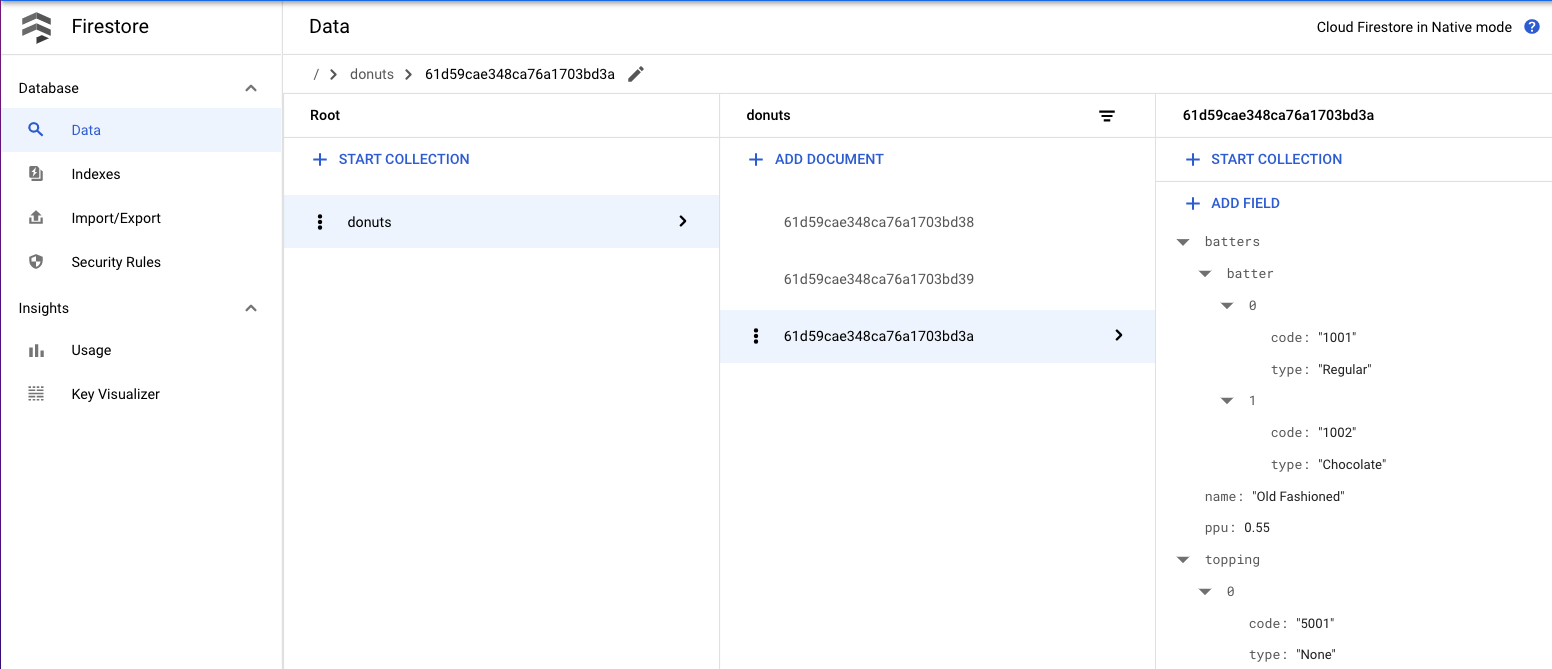 Firestore
Database
Data
Indexes
Import/Export
Security Rules
Insights
Usage
Key Visualizer
Data
Cloud Firestore in Native mode
/ > donuts > 61d59cae348ca76a1703bd3a
Root
+ START COLLECTION
donuts
donuts
+ ADD DOCUMENT
61d59cae348ca76a1703bd38
61d59cae348ca76a1703bd39
61d59cae348ca76a1703bd3a
61d59cae348ca76a1703bd3a
+ START COLLECTION
+ ADD FIELD
batters
batter
0
code: "1001"
type: "Regular"
1
code: "1002"
type: "Chocolate"
name: "Old Fashioned"
ppu: 0.55
topping
0
code: "5001"
type: "None"